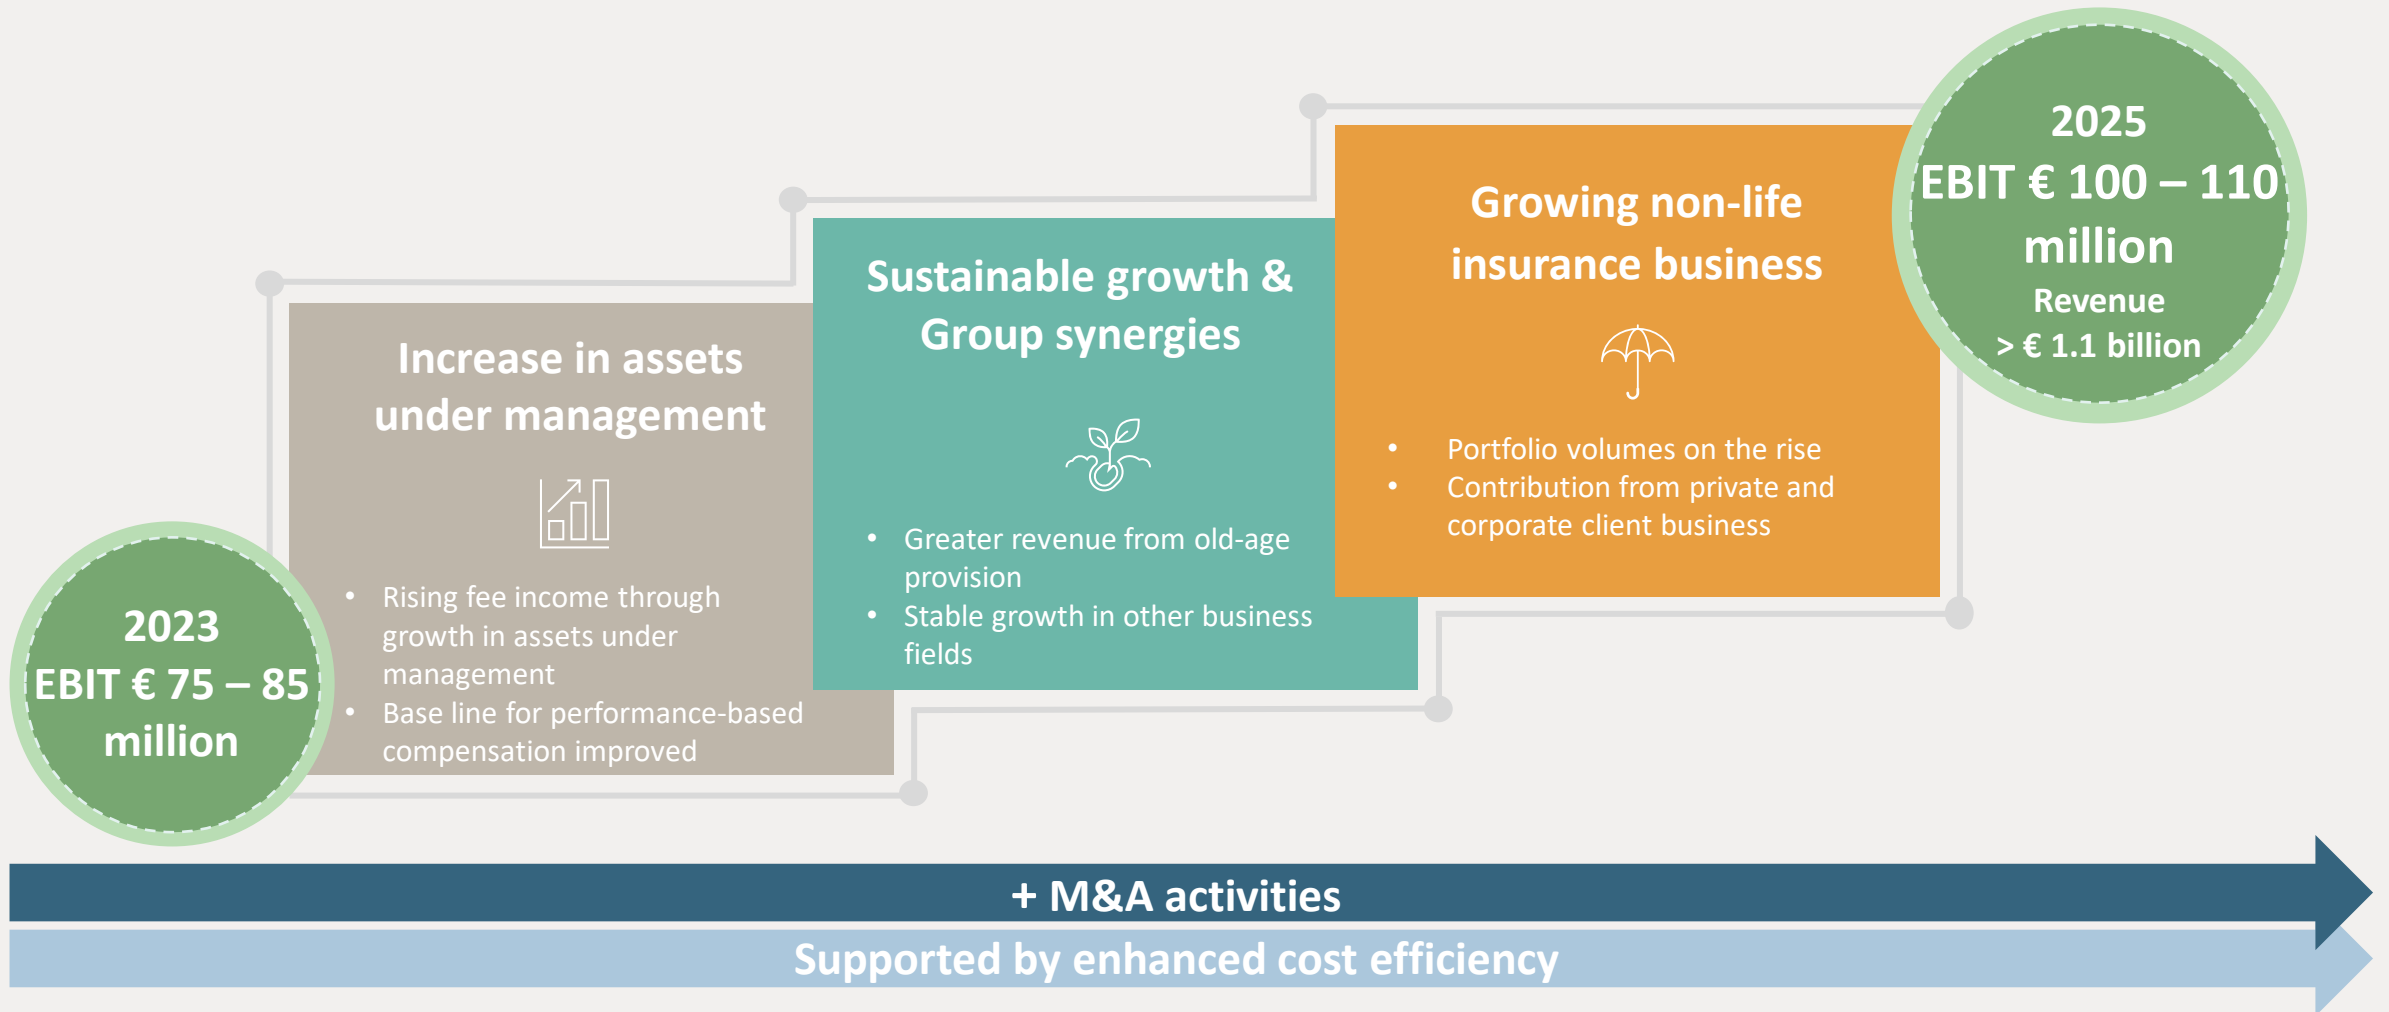 2023
EBIT € 75 – 85
million
Increase in assets
under management
• Rising fee income through
growth in assets under
management
• Base line for performance-based
compensation improved
Sustainable growth &
Group synergies
• Greater revenue from old-age
provision
• Stable growth in other business
fields
Growing non-life
insurance business
• Portfolio volumes on the rise
• Contribution from private and
corporate client business
2025
EBIT € 100 – 110
million
Revenue
> € 1.1 billion
+ M&A activities
Supported by enhanced cost efficiency